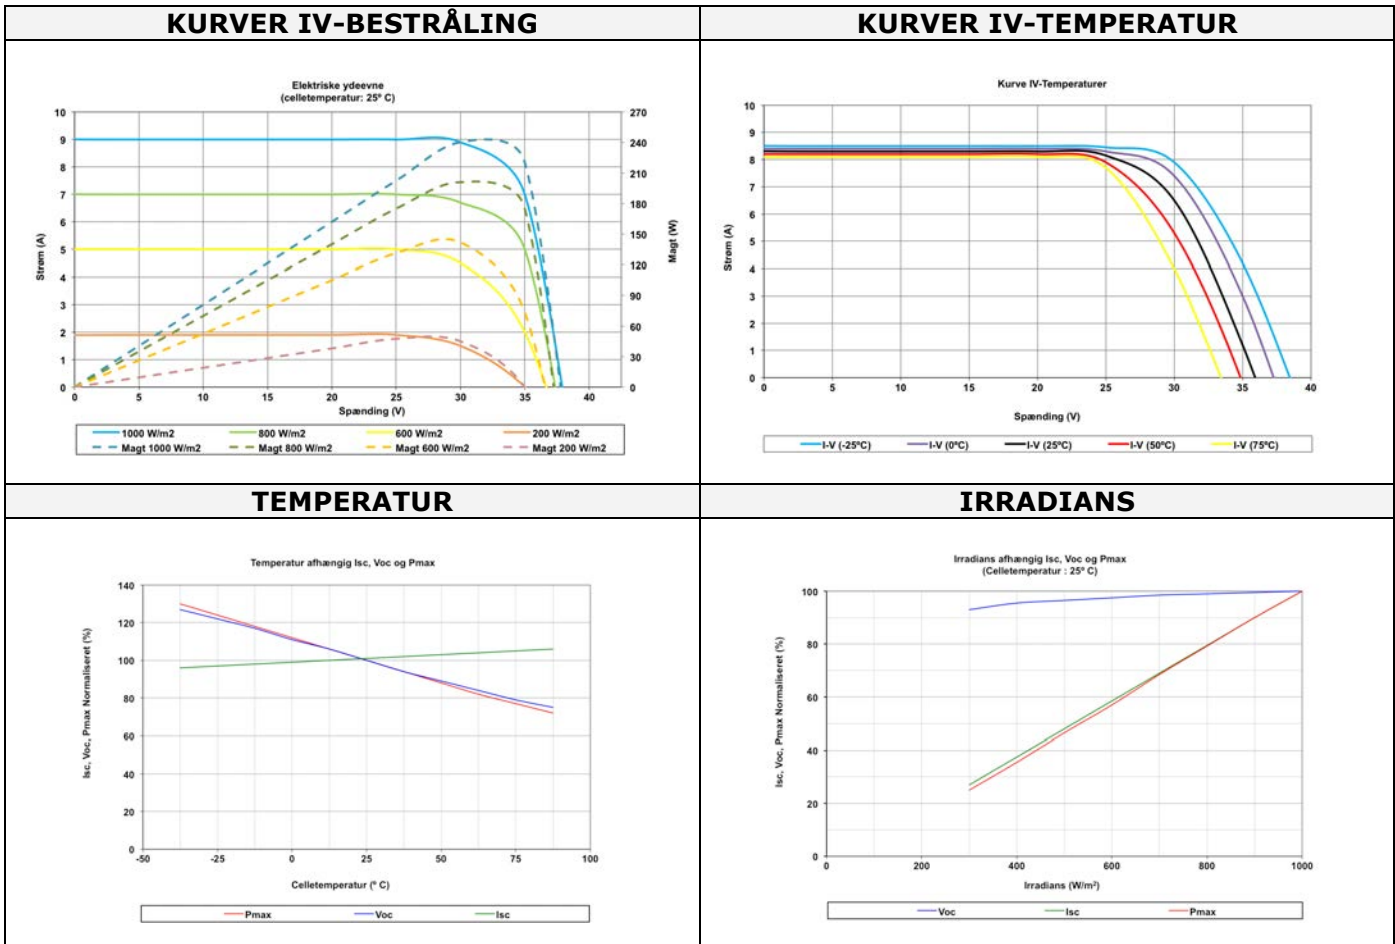 KURVER IV-BESTRÅLING
KURVER IV-TEMPERATUR
Elektriske ydeevne
(celletemperatur: 25º C)
10
9
8
7
6
5
4
3
2
1
0
Strøm (A)
270
240
210
180
150
120
90
60
30
0
Magt (W)
0 5 10 15 20 25 30 35 40
Spænding (V)
1000 W/m2 800 W/m2 600 W/m2 200 W/m2
Magt 1000 W/m2 Magt 800 W/m2 Magt 600 W/m2 Magt 200 W/m2
Kurve IV-Temperaturer
10
9
8
7
6
5
4
3
2
1
0
Strøm (A)
0 5 10 15 20 25 30 35 40
Spænding (V)
I-V (-25ºC) I-V (0ºC) I-V (25ºC) I-V (50ºC) I-V (75ºC)
TEMPERATUR
IRRADIANS
Temperatur afhængig Isc, Voc og Pmax
140
120
100
80
60
40
20
0
Isc, Voc, Pmax Normaliseret (%)
-50 -25 0 25 50 75 100
Celletemperatur (º C)
Pmax Voc Isc
Irradians afhængig Isc, Voc og Pmax
(Celletemperatur : 25º C)
100
80
60
40
20
0
Isc, Voc, Pmax Normaliseret (%)
0 200 400 600 800 1000
Irradians (W/m²)
Voc Isc Pmax